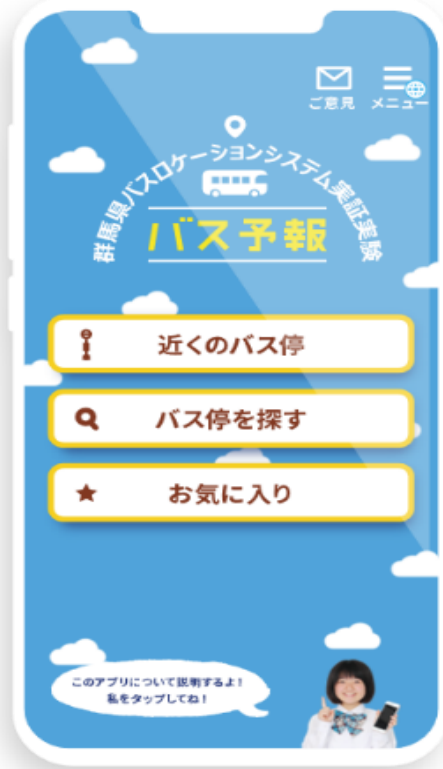 ご意見
メニュー
群馬県バスロケーションシステム実証実験
バス予報
近くのバス停
バス停を探す
お気に入り
このアプリについて説明するよ！
私をタップしてね！